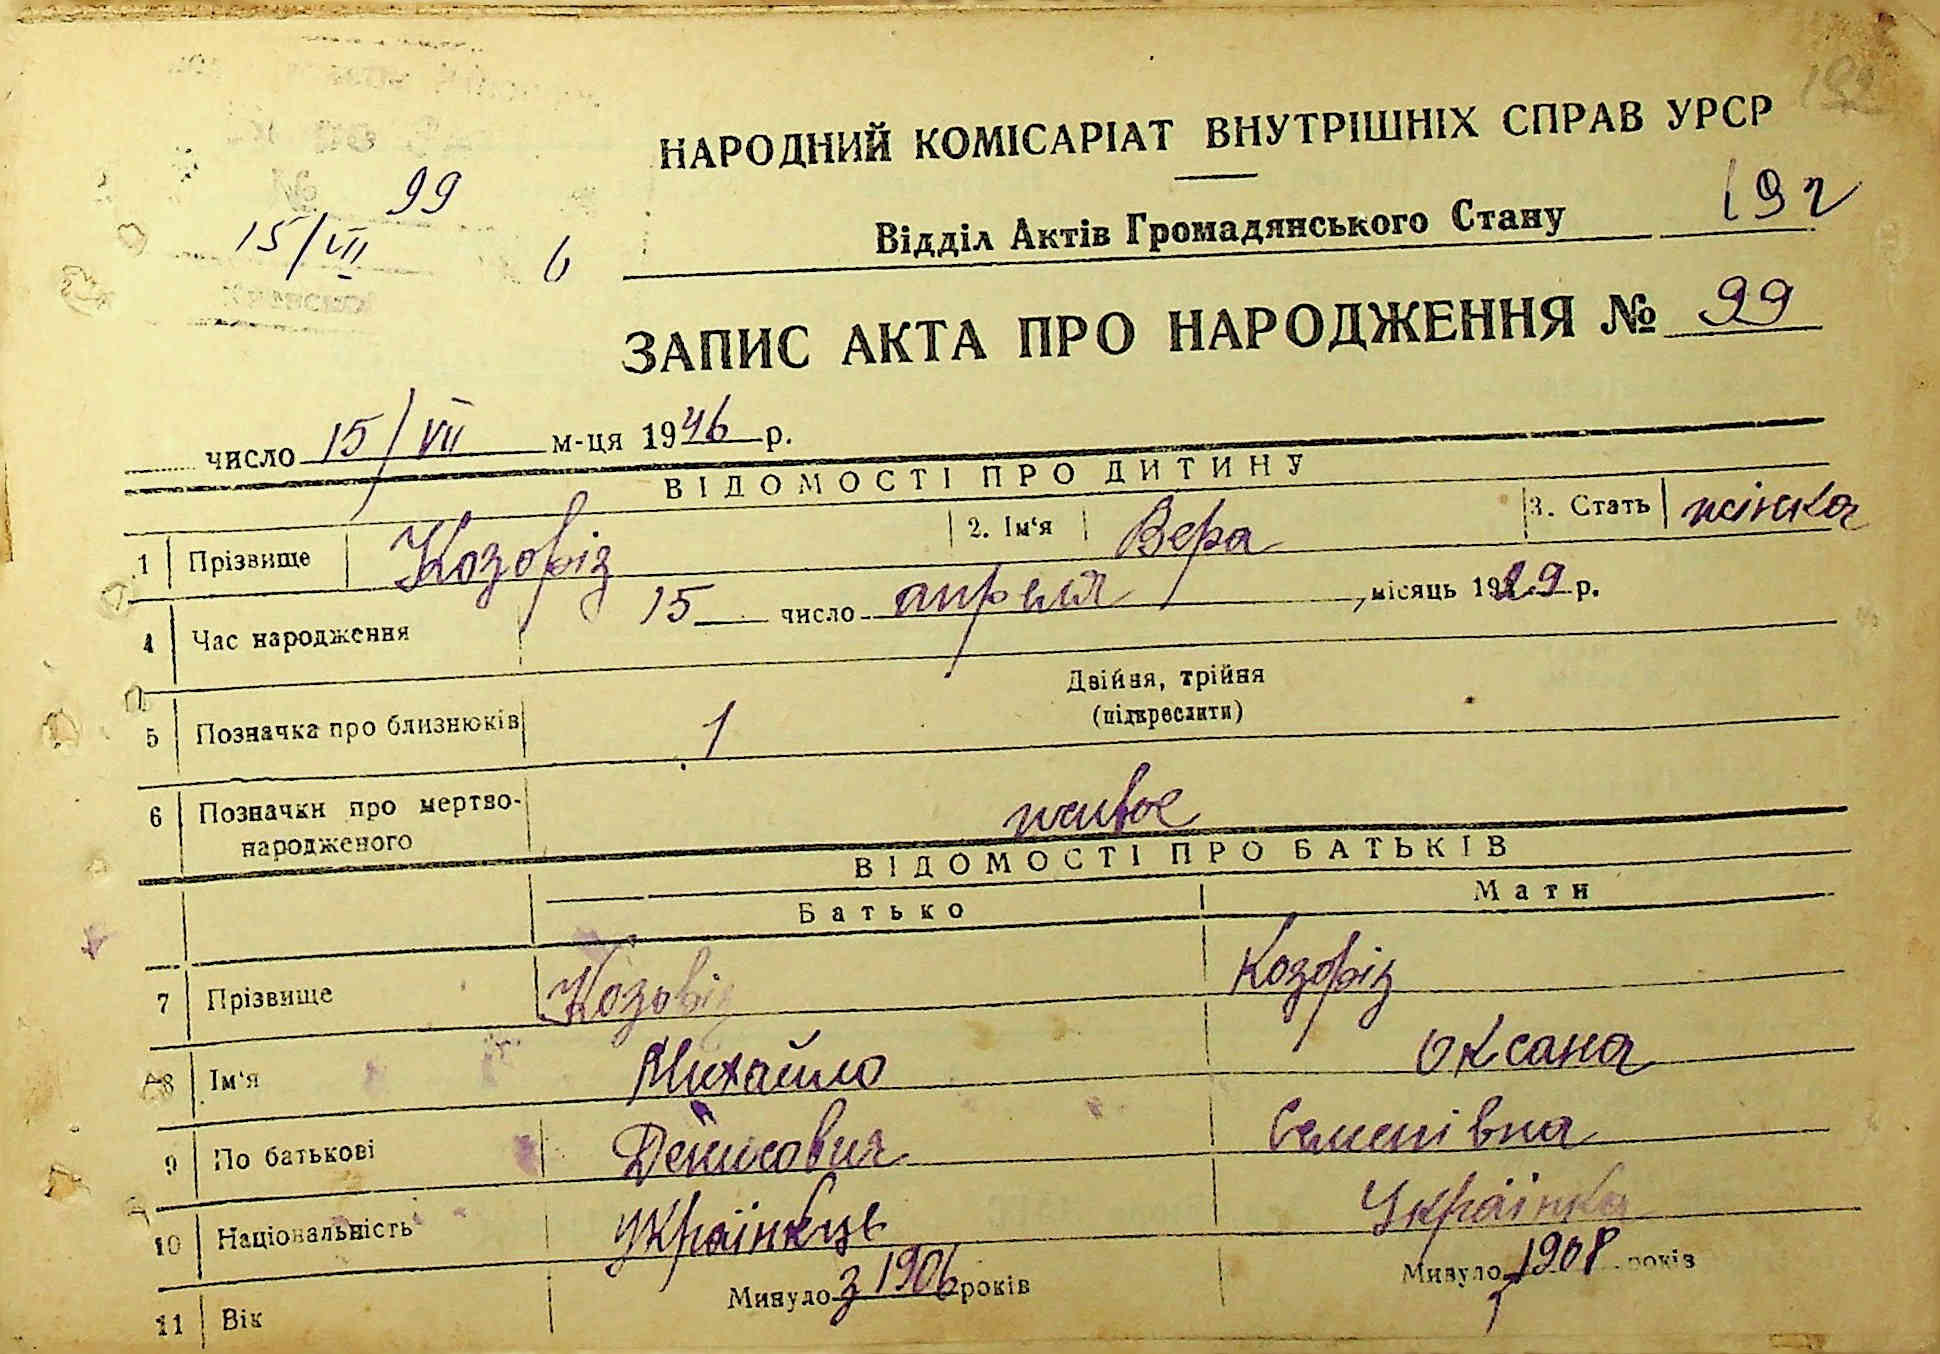 192
НАРОДНИЙ КОМІСАРІАТ ВНУТРІШНІХ СПРАВ УРСР
№ 99
15/VII 6
Відділ Актів Громадянського Стану 192
ЗАПИС АКТА ПРО НАРОДЖЕННЯ № 99
число 15/VII м-ця 1946 р.
ВІДОМОСТІ ПРО ДИТИНУ
1 Прізвище Козоріз 2. Ім'я Вера 3. Стать жінка
4 Час народження 15 число апреля, місяць 1929 р.
5 Позначка про близнюків 1 Двійня, трійня
(підкреслити)
6 Позначки про мертво-
народженого живое
ВІДОМОСТІ ПРО БАТЬКІВ
Батько Мати
7 Прізвище Козоріз Козоріз
8 Ім'я Михайло Оксана
9 По батькові Денисович Семенівна
10 Національність Українець Українка
11 Вік Минуло з 1906 років Минуло 1908 років